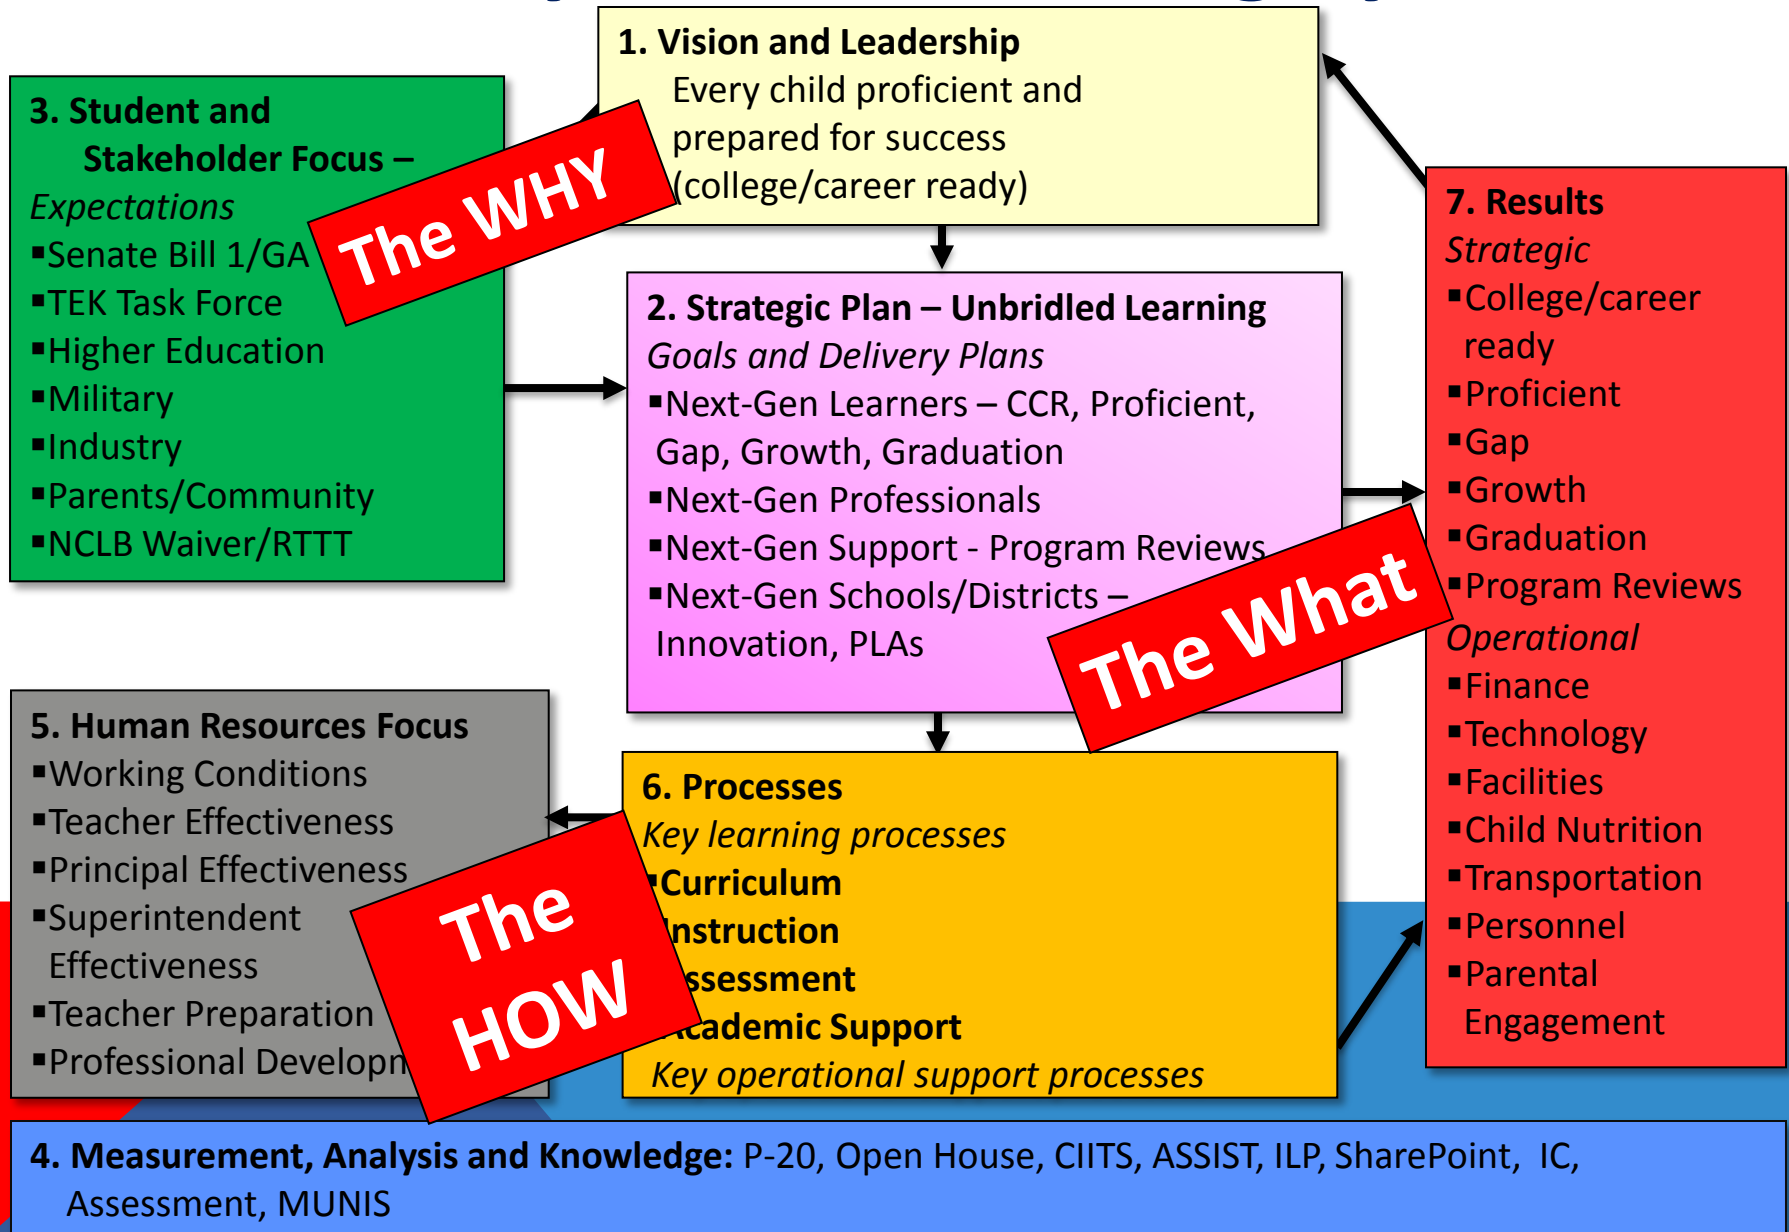 1. Vision and Leadership
Every child proficient and
prepared for success
(college/career ready)
3. Student and
Stakeholder Focus –
Expectations
▪Senate Bill 1/GA
▪TEK Task Force
▪Higher Education
▪Military
▪Industry
▪Parents/Community
▪NCLB Waiver/RTTT
The WHY
2. Strategic Plan – Unbridled Learning
Goals and Delivery Plans
▪Next-Gen Learners – CCR, Proficient,
Gap, Growth, Graduation
▪Next-Gen Professionals
▪Next-Gen Support - Program Reviews
▪Next-Gen Schools/Districts –
Innovation, PLAs
The What
7. Results
Strategic
▪College/career
ready
▪Proficient
▪Gap
▪Growth
▪Graduation
▪Program Reviews
Operational
▪Finance
▪Technology
▪Facilities
▪Child Nutrition
▪Transportation
▪Personnel
▪Parental
Engagement
5. Human Resources Focus
▪Working Conditions
▪Teacher Effectiveness
▪Principal Effectiveness
▪Superintendent
Effectiveness
▪Teacher Preparation
▪Professional
The
HOW
6. Processes
Key learning processes
▪Curriculum
Instruction
Assessment
Academic Support
Key operational support processes
4. Measurement, Analysis and Knowledge: P-20, Open House, CIITS, ASSIST, ILP, SharePoint, IC,
Assessment, MUNIS